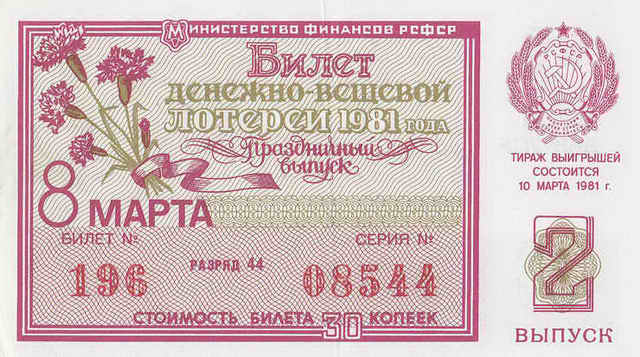 МИНИСТЕРСТВО ФИНАНСОВ РСФСР
БИЛЕТ
ДЕНЕЖНО-ВЕЩЕВОЙ
ЛОТЕРЕИ 1981 ГОДА
Праздничный
выпуск
8 МАРТА
БИЛЕТ №
196
РАЗРЯД 44
СЕРИЯ №
08544
СТОИМОСТЬ БИЛЕТА 30 КОПЕЕК
ТИРАЖ ВЫИГРЫШЕЙ
СОСТОИТСЯ
10 МАРТА 1981 г.
2
ВЫПУСК